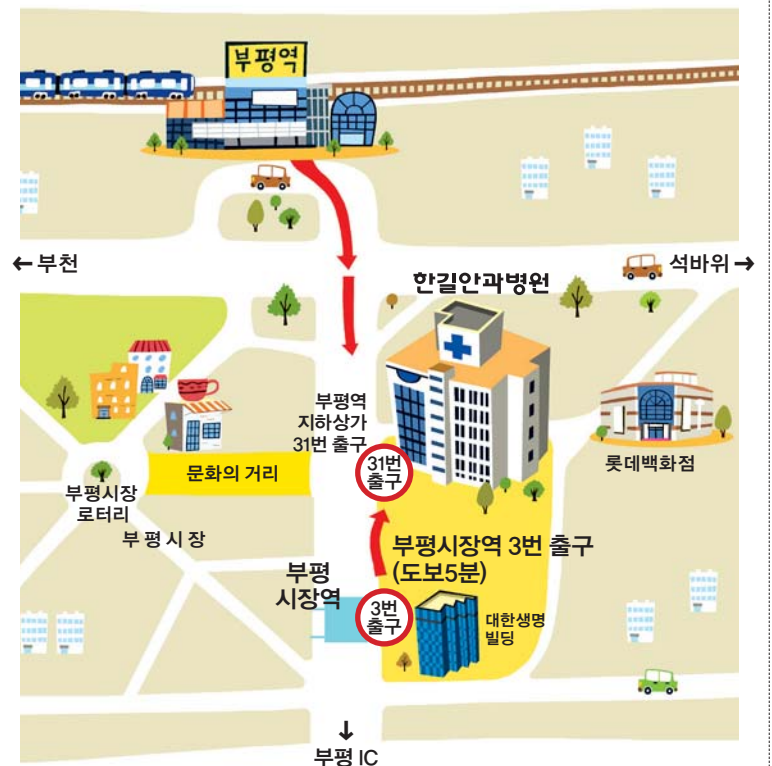 부평역
← 부천
석바위 →
한길안과병원
부평역
지하상가
31번 출구
31번
출구
롯데백화점
문화의 거리
부평시장
로터리
부평시장
부평시장역 3번 출구
(도보5분)
부평
시장역
3번
출구
대한생명
빌딩
↓
부평 IC